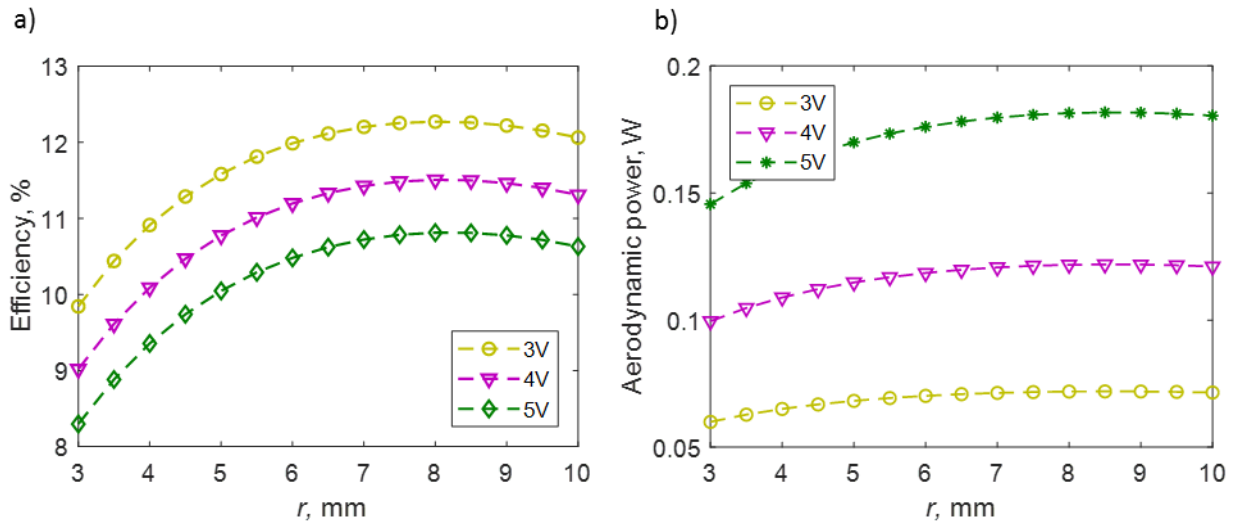 a)
Efficiency, %
13
12
11
10
9
8
3V
4V
5V
3 4 5 6 7 8 9 10
r, mm
b)
Aerodynamic power, W
0.2
0.15
0.1
0.05
3V
4V
5V
3 4 5 6 7 8 9 10
r, mm